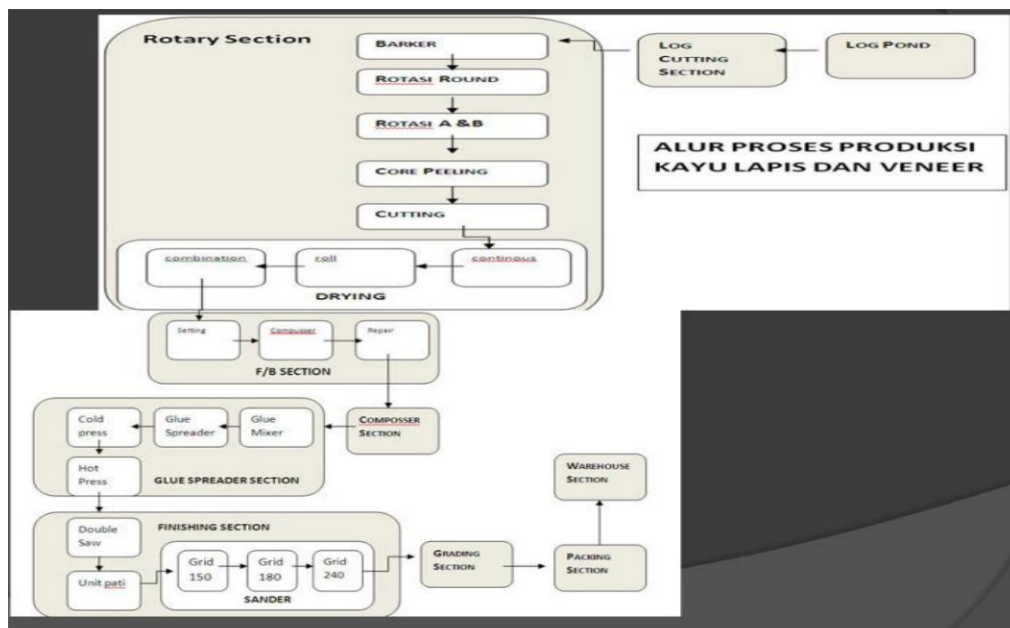 Rotary Section
BARKER
LOG
CUTTING
SECTION
LOG POND
ROTASI ROUND
ROTASI A &B
ALUR PROSES PRODUKSI
KAYU LAPIS DAN VENEER
CORE PEELING
CUTTING
combination
roll
continous
DRYING
Setting
Compusser
Repair
F/B SECTION
Cold
press
Glue
Spreader
Glue
Mixer
COMPOSSER
SECTION
Hot
Press
GLUE SPREADER SECTION
WAREHOUSE
SECTION
Double
Saw
FINISHING SECTION
Unit pati
Grid
150
Grid
180
Grid
240
SANDER
GRADING
SECTION
PACKING
SECTION